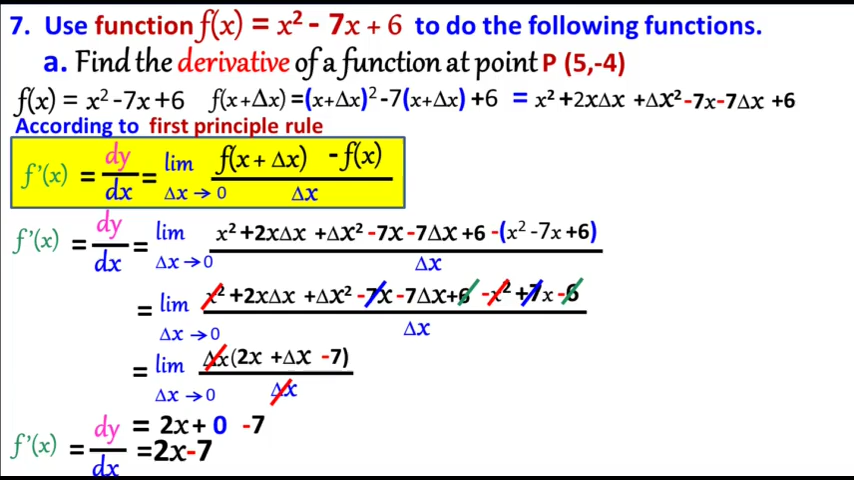 7. Use function f(x) = x² - 7x + 6 to do the following functions.
a. Find the derivative of a function at point P (5,-4)
f(x) = x² -7x+6 f(x+Δx) =(x+Δx)² -7(x+Δx) +6 = x² +2xΔx +Δx² -7x-7Δx +6
According to first principle rule
f'(x) = dy/dx = lim Δx → 0 f(x + Δx) - f(x) / Δx
f'(x) = dy/dx = lim Δx → 0 x² +2xΔx +Δx² -7x -7Δx +6 -(x² -7x +6) / Δx
= lim Δx → 0 x² +2xΔx +Δx² -7x -7Δx+6 -x² +7x -6 / Δx
= lim Δx → 0 Δx(2x +Δx -7) / Δx
= 2x+ 0 -7
f'(x) = dy/dx =2x-7